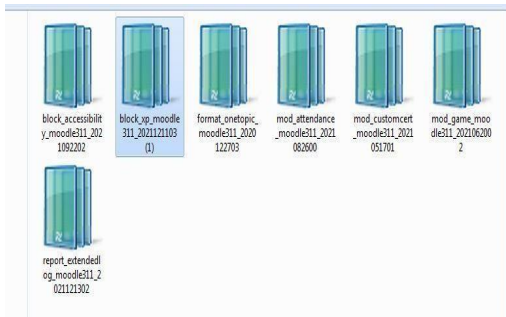 block_accessibilit
y_moodle311_202
1092202
block_xp_moodle
311_2021121103
(1)
format_onetopic_
moodle311_2020
122703
mod_attendance
_moodle311_2021
082600
mod_customcert
_moodle311_2021
051701
mod_game_moo
dle311_202106200
2
report_extendedl
og_moodle311_2
021121302